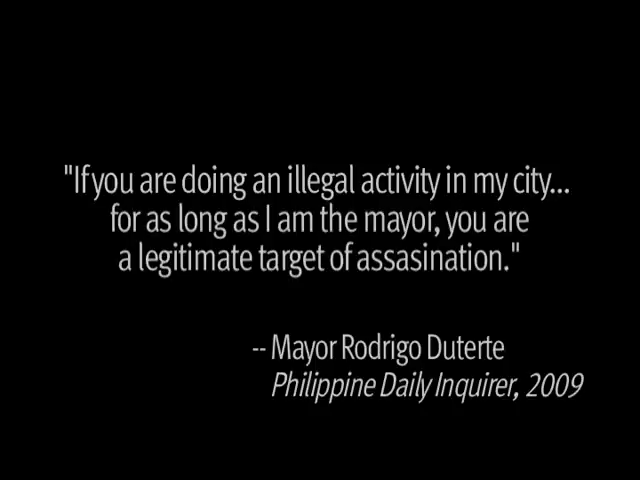 "If you are doing an illegal activity in my city...
for as long as I am the mayor, you are
a legitimate target of assasination."
-- Mayor Rodrigo Duterte
Philippine Daily Inquirer, 2009